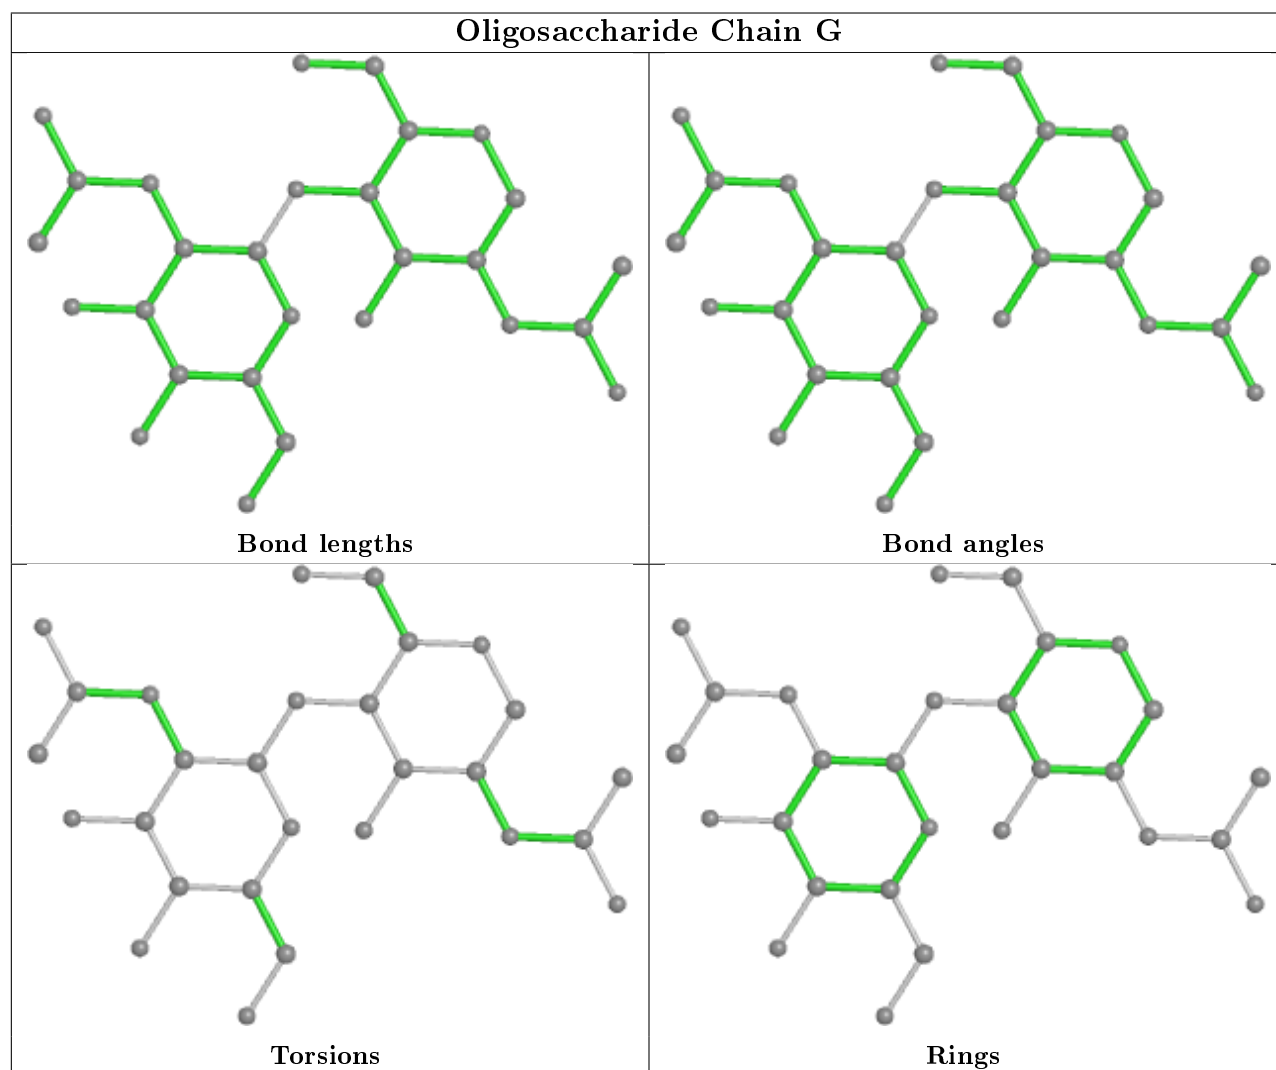 Oligosaccharide Chain G
Bond lengths
Bond angles
Torsions
Rings